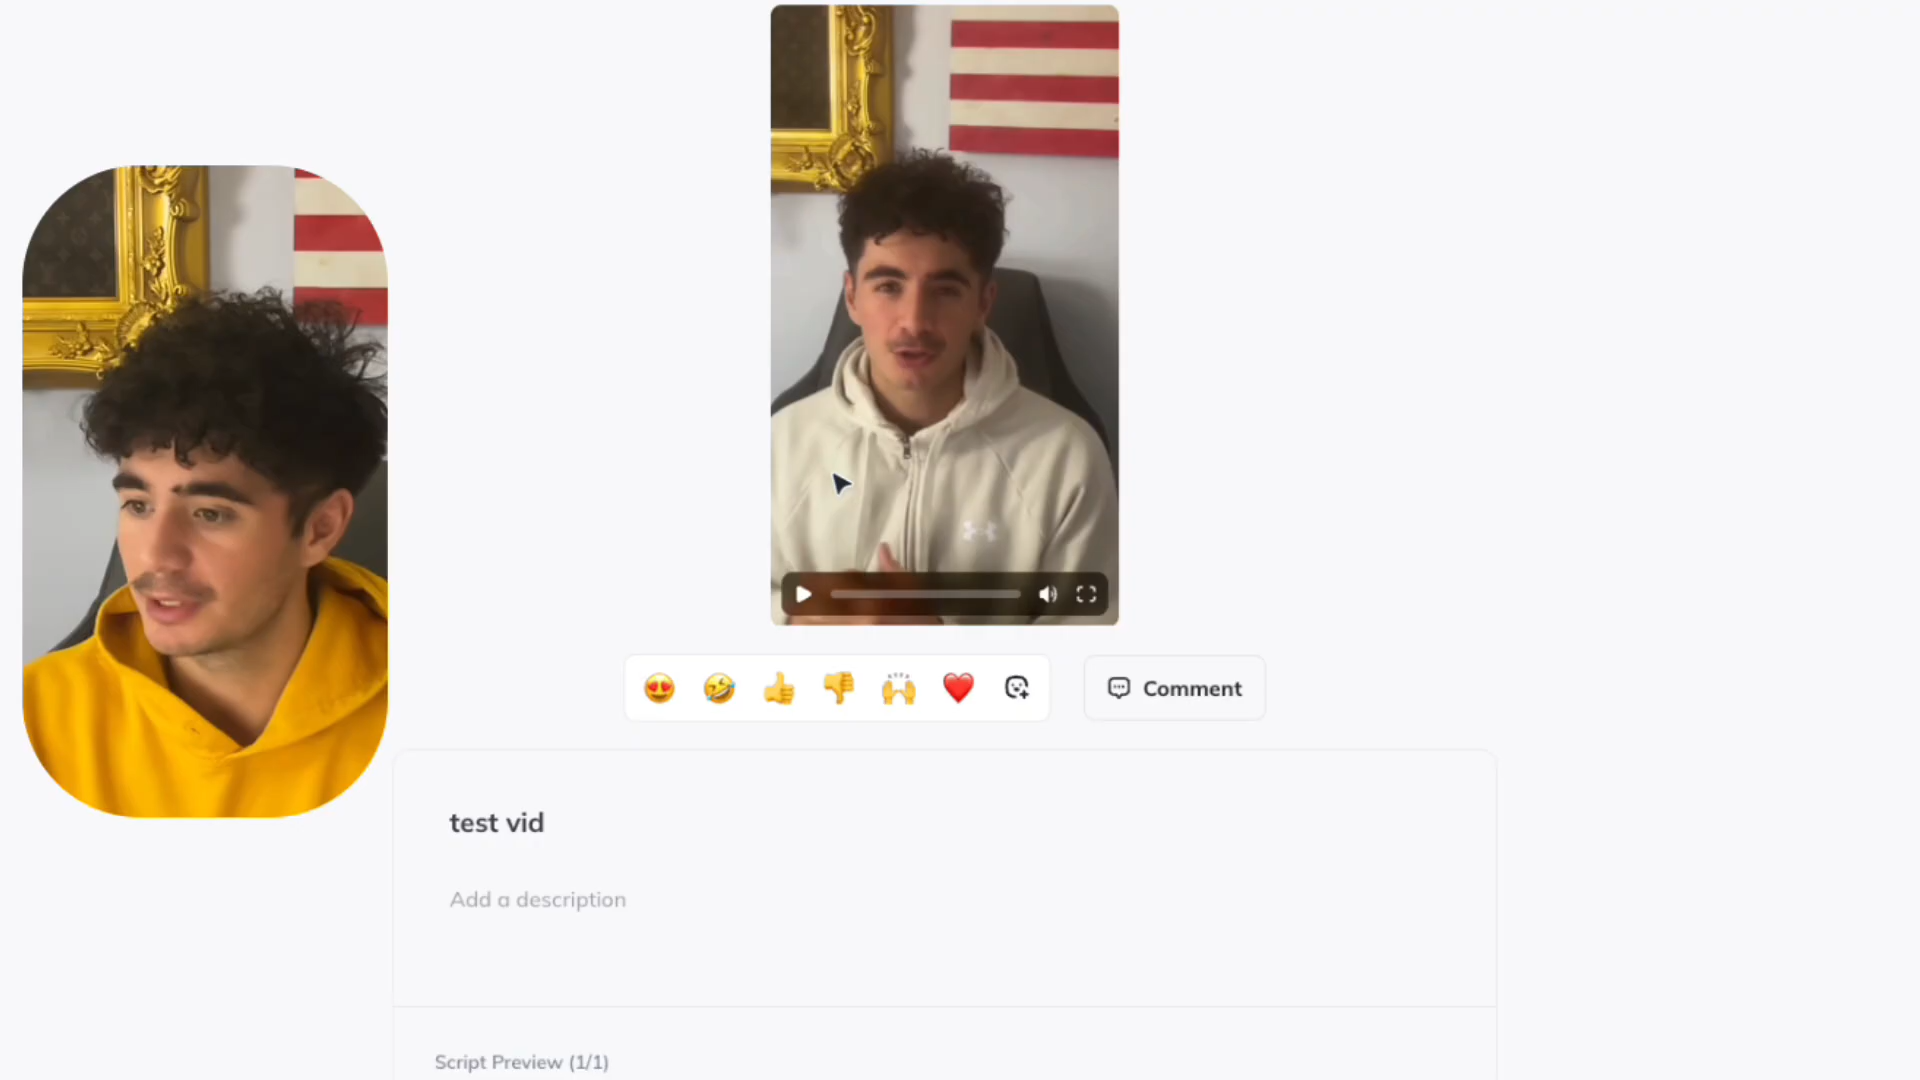 Comment
test vid
Add a description
Script Preview (1/1)